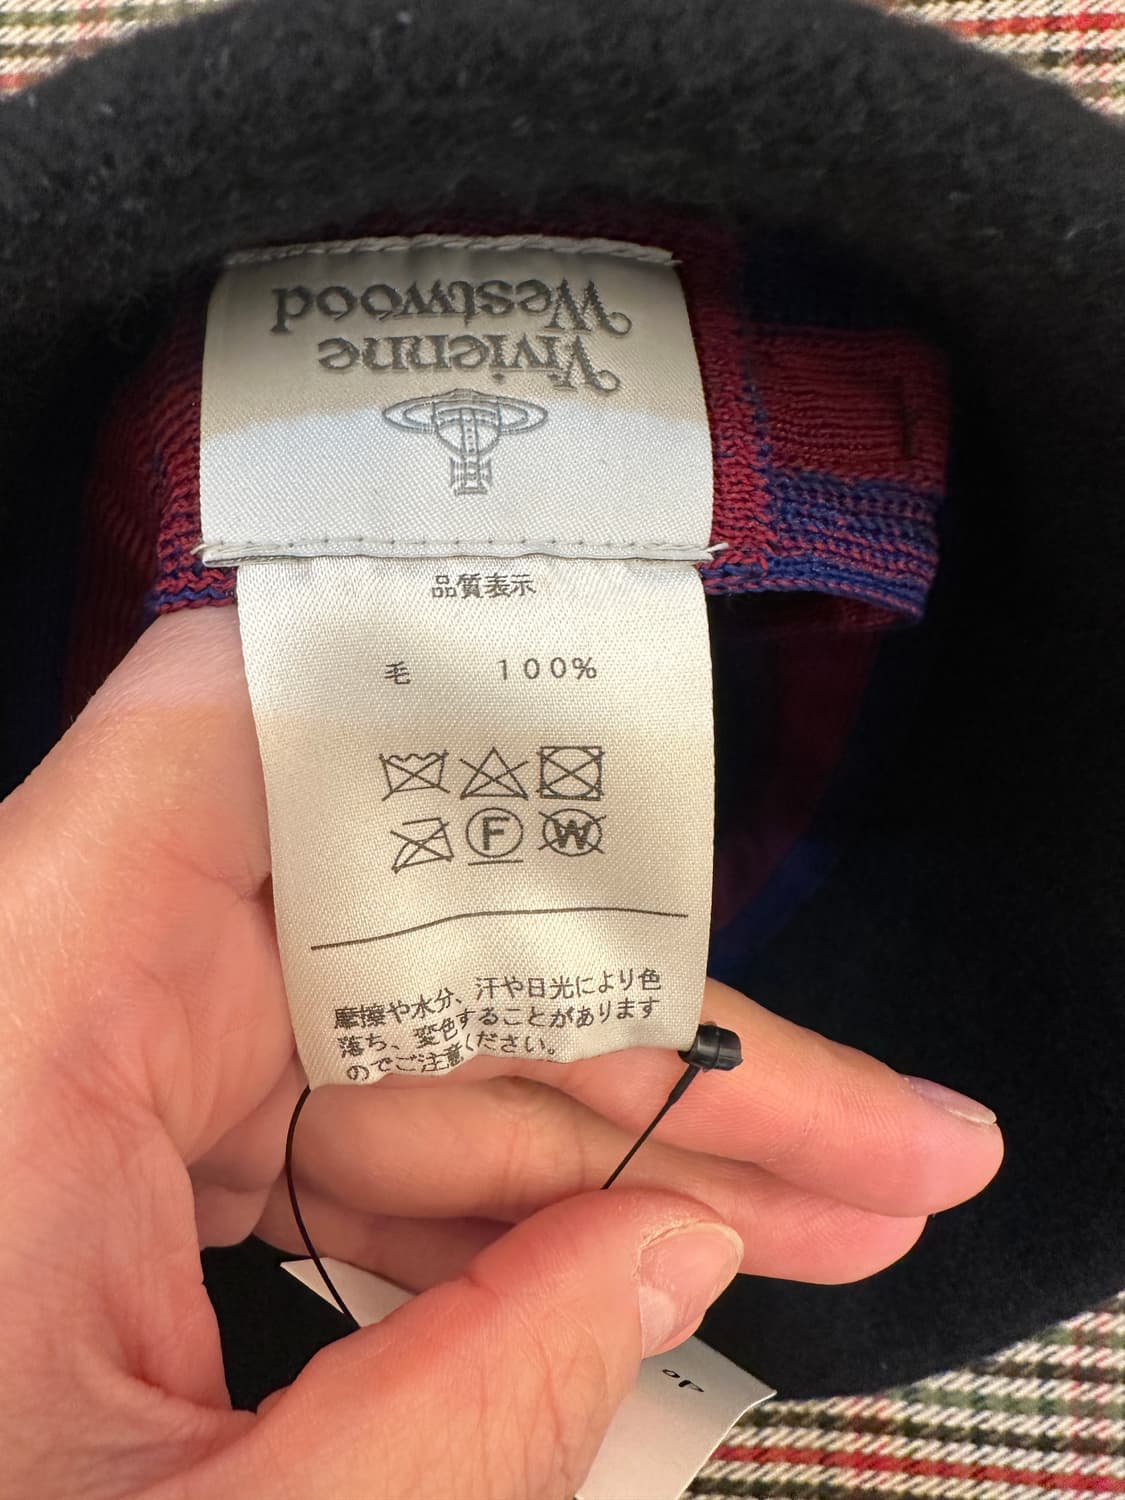 Vivienne
Westwood
品質表示
毛 100%
F W
摩擦や水分、汗や日光により色
落ち、変色することがあります
のでご注意ください。